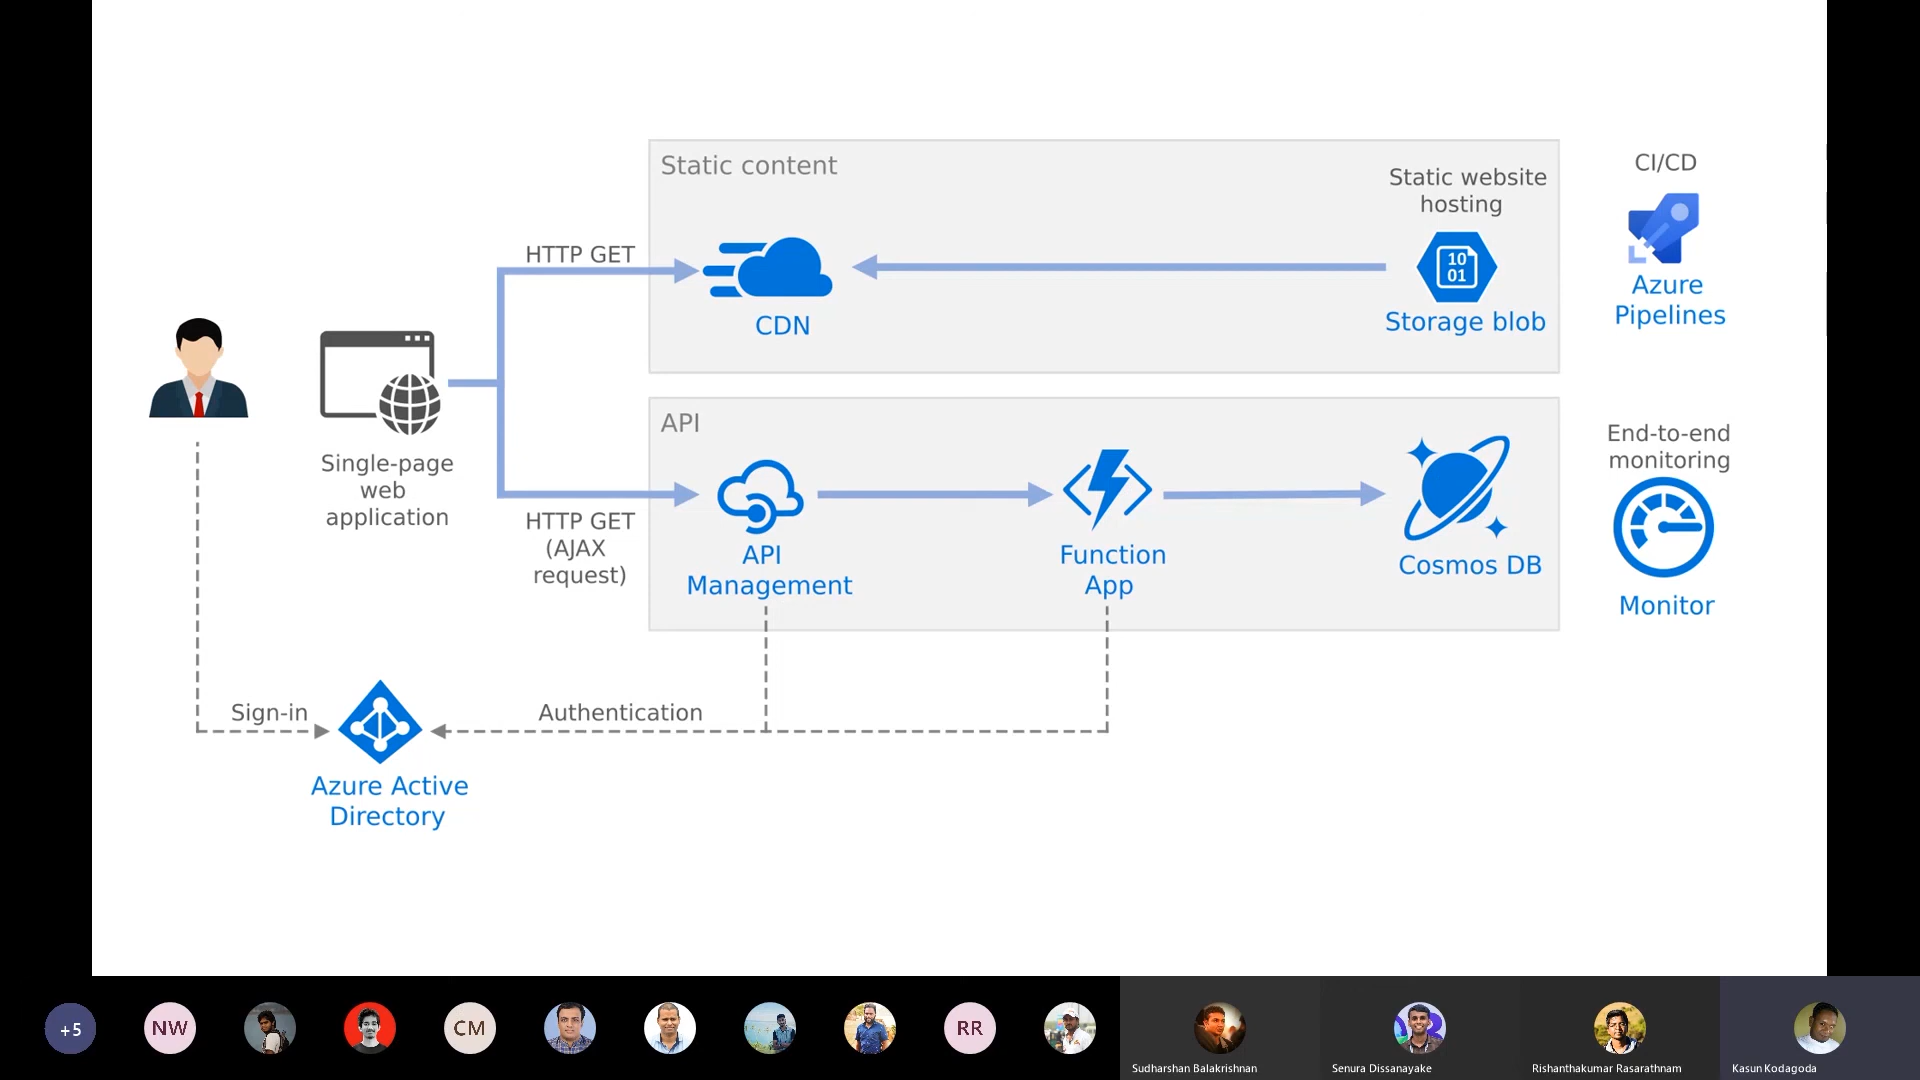 Static content
Static website
hosting
CI/CD
HTTP GET
10
01
CDN
Storage blob
Azure
Pipelines
API
End-to-end
monitoring
Single-page
web
application
HTTP GET
(AJAX
request)
API
Management
Function
App
Cosmos DB
Monitor
Sign-in
Authentication
Azure Active
Directory
+5
NW
CM
RR
Sudharshan Balakrishnan
Senura Dissanayake
Rishanthakumar Rasarathnam
Kasun Kodagoda